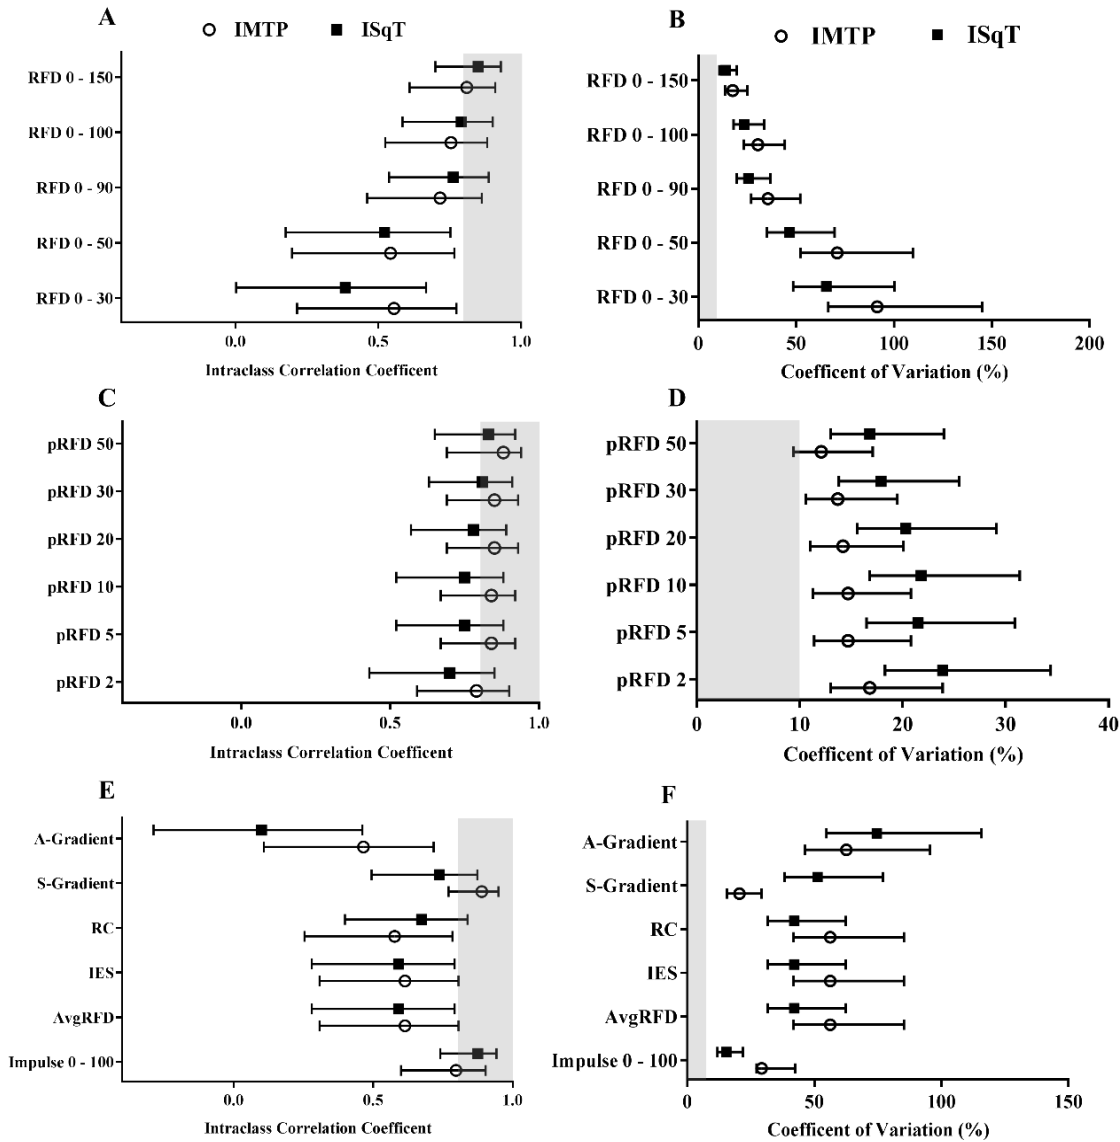 A
IMTP ISqT
RFD 0 - 150
RFD 0 - 100
RFD 0 - 90
RFD 0 - 50
RFD 0 - 30
0.0 0.5 1.0
Intraclass Correlation Coefficent
B
IMTP ISqT
RFD 0 - 150
RFD 0 - 100
RFD 0 - 90
RFD 0 - 50
RFD 0 - 30
0 50 100 150 200
Coefficent of Variation (%)
C
pRFD 50
pRFD 30
pRFD 20
pRFD 10
pRFD 5
pRFD 2
0.0 0.5 1.0
Intraclass Correlation Coefficent
D
pRFD 50
pRFD 30
pRFD 20
pRFD 10
pRFD 5
pRFD 2
0 10 20 30 40
Coefficent of Variation (%)
E
A-Gradient
S-Gradient
RC
IES
AvgRFD
Impulse 0 - 100
0.0 0.5 1.0
Intraclass Correlation Coefficent
F
A-Gradient
S-Gradient
RC
IES
AvgRFD
Impulse 0 - 100
0 50 100 150
Coefficent of Variation (%)